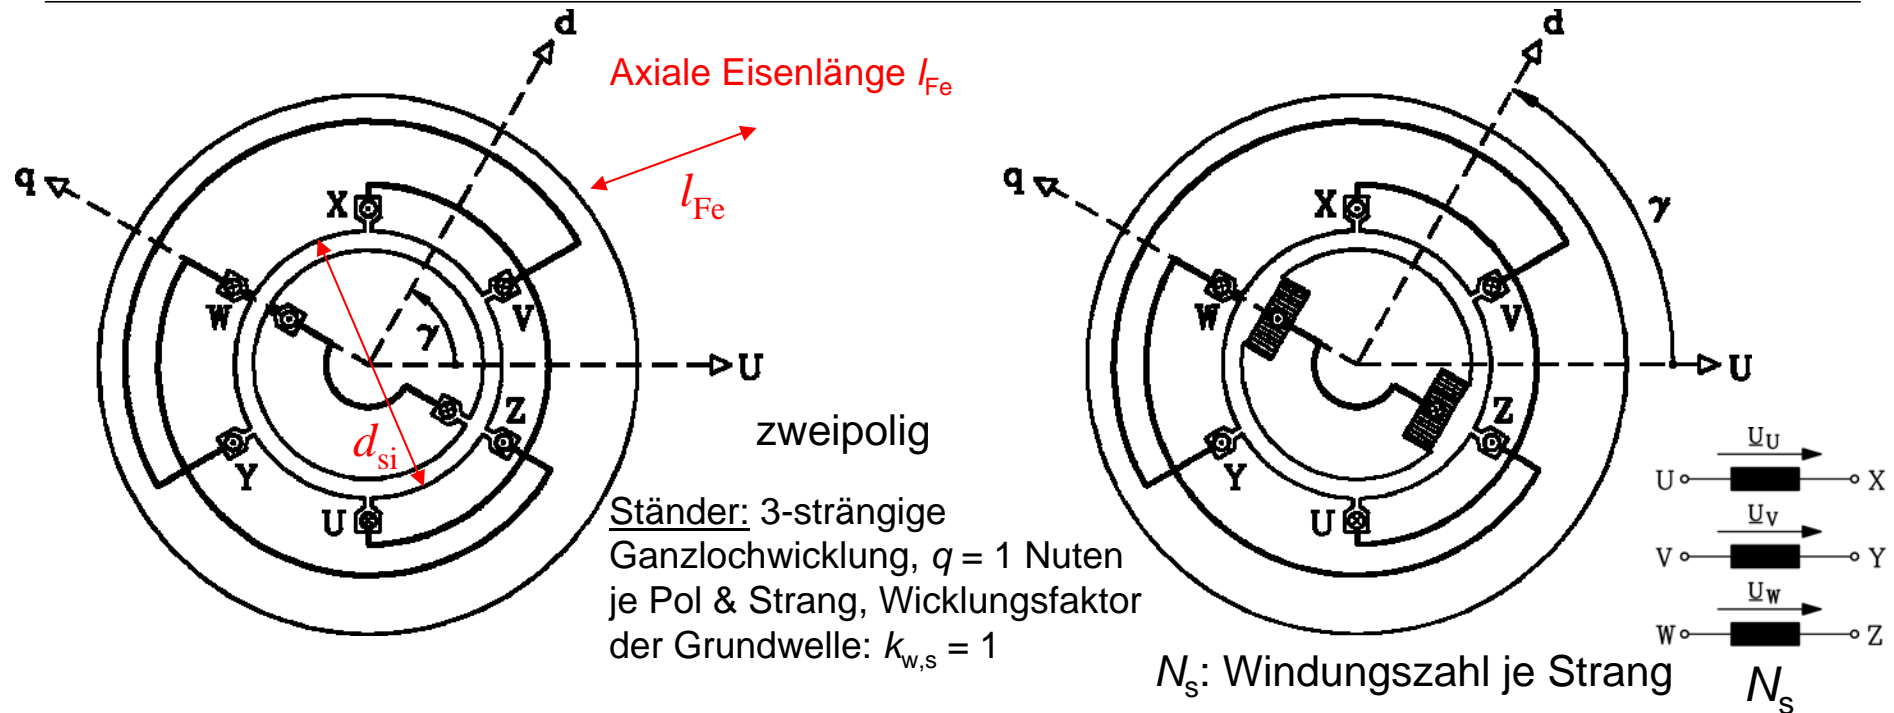 d
Axiale Eisenlänge lFe
q
lFe
X
W
V
γ
U
Z
Y
dsi
U
zweipolig
Ständer: 3-strängige
Ganzlochwicklung, q = 1 Nuten
je Pol & Strang, Wicklungsfaktor
der Grundwelle: kw,s = 1
d
q
γ
X
W
V
U
Z
Y
U
Ns: Windungszahl je Strang
UU
U X
UV
V Y
UW
W Z
Ns